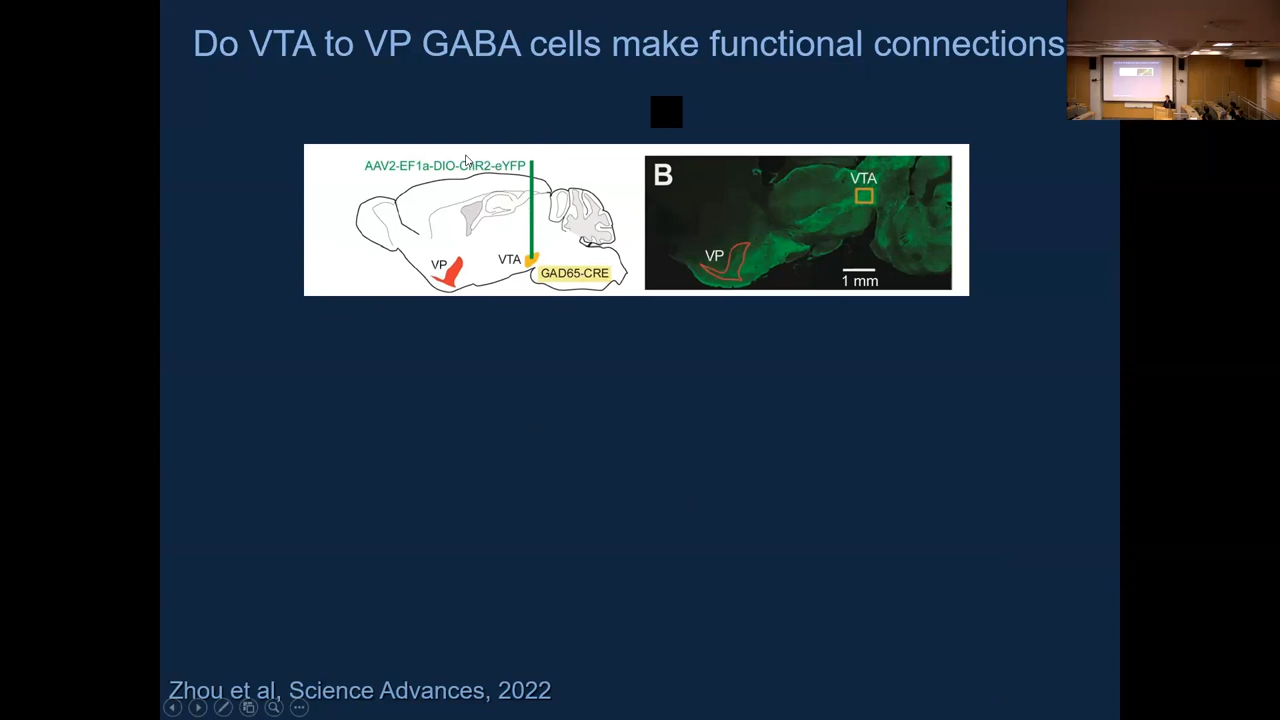 Do VTA to VP GABA cells make functional connections
AAV2-EF1a-DIO-ChR2-eYFP
VP
VTA
GAD65-CRE
B
VTA
VP
1 mm
Zhou et al, Science Advances, 2022